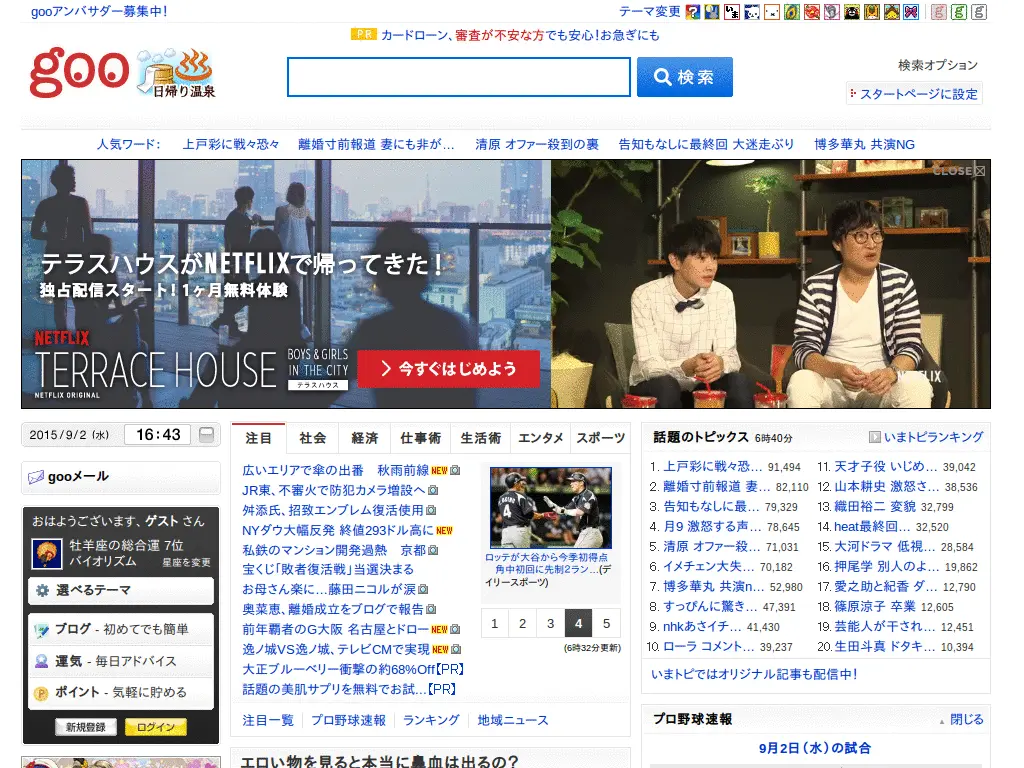 gooアンバサダー募集中!
テーマ変更
PR カードローン、審査が不安な方でも安心!お急ぎにも
goo 日帰り温泉
検索
検索オプション
スタートページに設定
人気ワード: 上戸彩に戦々恐々 離婚寸前報道 妻にも非が… 清原 オファー殺到の裏 告知もなしに最終回 大迷走ぶり 博多華丸 共演NG
CLOSE
テラスハウスがNETFLIXで帰ってきた!
独占配信スタート! 1ヶ月無料体験
NETFLIX
TERRACE HOUSE
BOYS & GIRLS
IN THE CITY
テラスハウス
NETFLIX ORIGINAL
今すぐはじめよう
NETFLIX
2015/9/2 (水) 16:43
gooメール
おはようございます、ゲスト さん
牡羊座の総合運 7位
バイオリズム 星座を変更
選べるテーマ
ブログ - 初めてでも簡単
運気 - 毎日アドバイス
ポイント - 気軽に貯める
新規登録 ログイン
注目 社会 経済 仕事術 生活術 エンタメ スポーツ
広いエリアで傘の出番 秋雨前線 NEW
JR東、不審火で防犯カメラ増設へ
舛添氏、招致エンブレム復活使用
NYダウ大幅反発 終値293ドル高に NEW
私鉄のマンション開発過熱 京都
宝くじ「敗者復活戦」当選決まる
お母さん楽に…藤田ニコルが涙
奥菜恵、離婚成立をブログで報告
前年覇者のG大阪 名古屋とドロー NEW
逸ノ城VS逸ノ城、テレビCMで実現 NEW
大正ブルーベリー衝撃の約68%Off【PR】
話題の美肌サプリを無料でお試…【PR】
ロッテが大谷から今季初得点
角中初回に先制2ラン…(デ
イリースポーツ)
1 2 3 4 5
(6時32分更新)
注目一覧 プロ野球速報 ランキング 地域ニュース
エロい物を見ると本当に鼻血は出るの?
話題のトピックス 6時40分 いまトピランキング
1. 上戸彩に戦々恐… 91,494
2. 離婚寸前報道 妻… 82,110
3. 告知もなしに最… 79,329
4. 月9 激怒する声… 78,645
5. 清原 オファー殺… 71,031
6. イメチェン大失… 70,182
7. 博多華丸 共演n… 52,980
8. すっぴんに驚き… 47,391
9. nhkあさイチ… 41,430
10. ローラ コメント… 39,237
11. 天才子役 いじめ… 39,042
12. 山本耕史 激怒さ… 38,536
13. 織田裕二 変貌 32,799
14. heat最終回… 32,520
15. 大河ドラマ 低視… 28,584
16. 押尾学 別人のよ… 19,862
17. 愛之助と紀香 ダ… 12,790
18. 篠原涼子 卒業 12,605
19. 芸能人が干され… 12,451
20. 生田斗真 ドタキ… 10,394
いまトピではオリジナル記事も配信中!
プロ野球速報 閉じる
9月2日(水)の試合